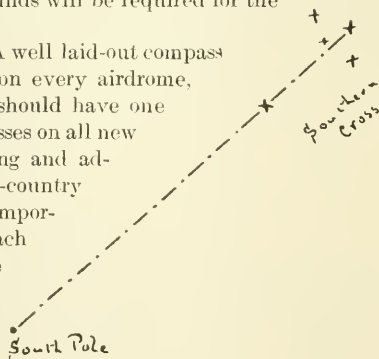 nds will be required for the
A well laid-out compass
on every airdrome,
should have one
sses on all new
ng and ad-
-country
mpor-
ach
Southern
Cross
South Pole